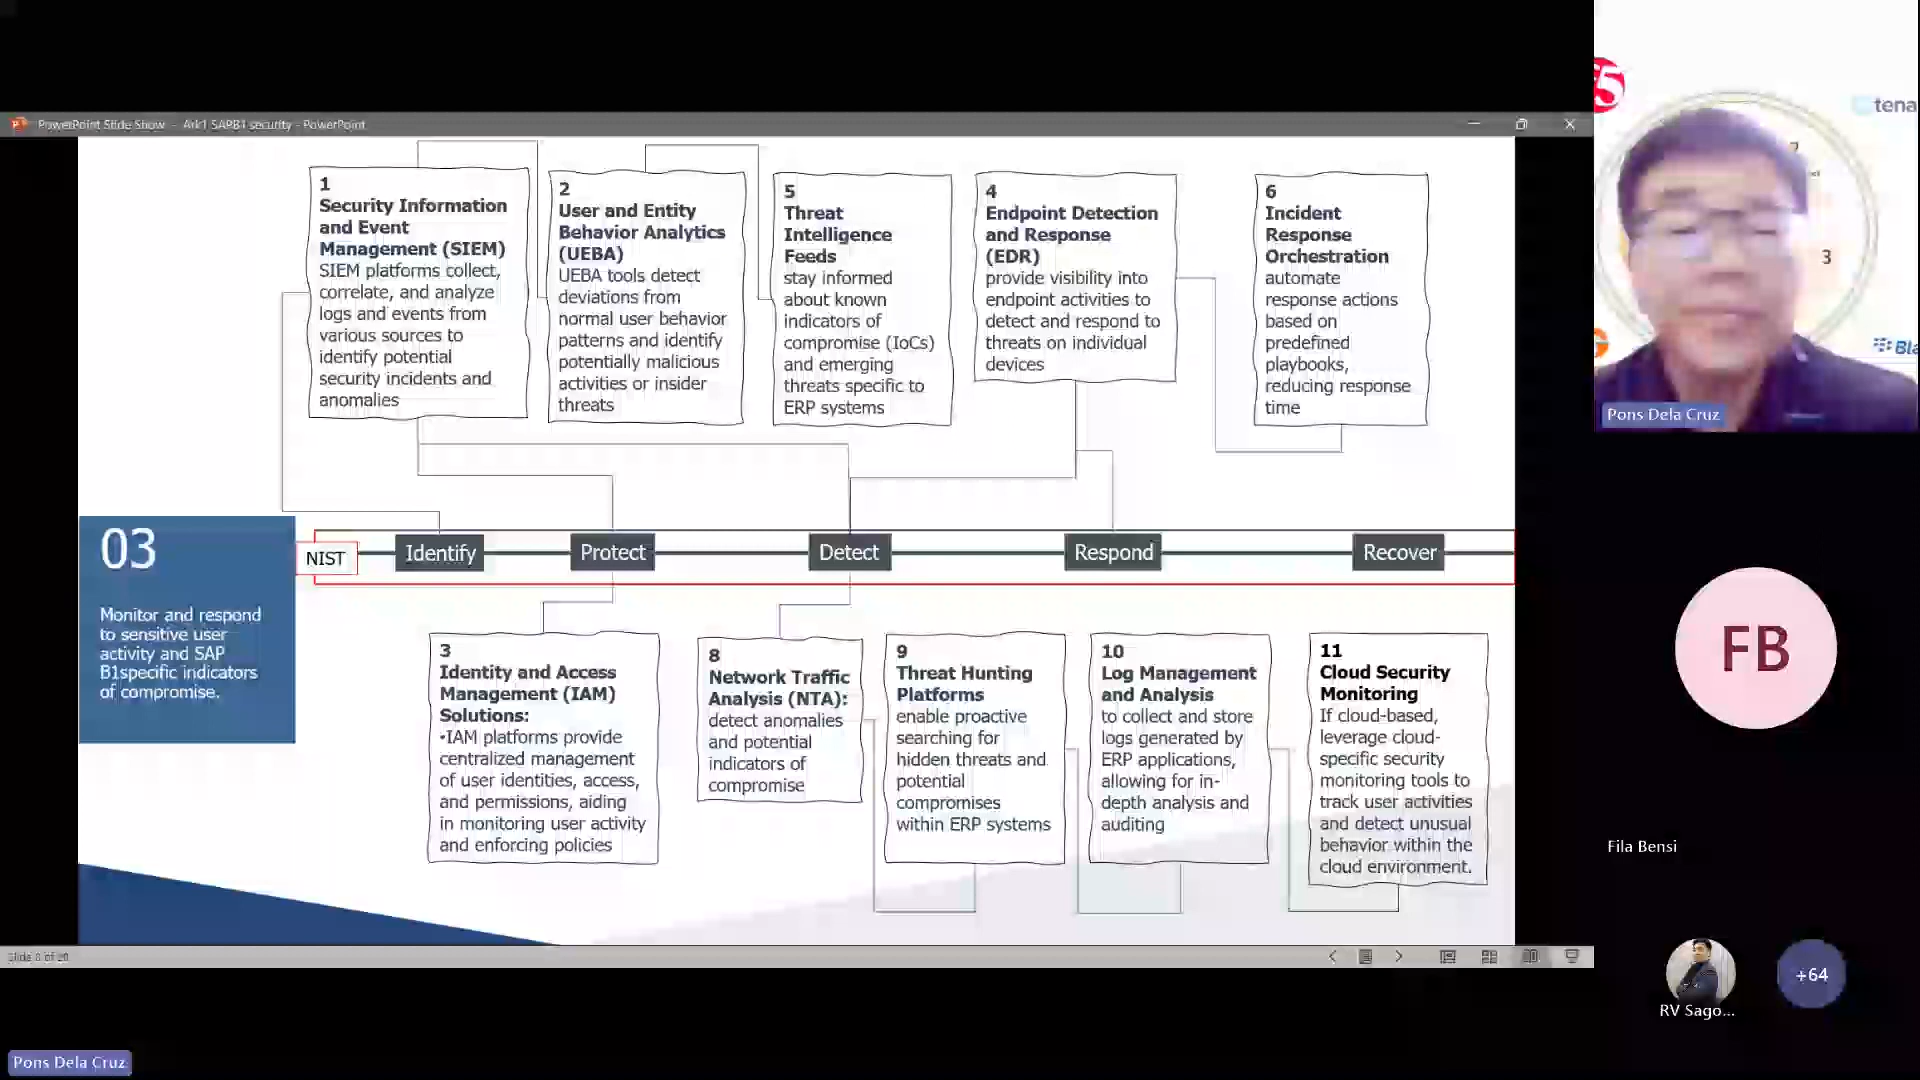 PowerPoint Slide Show - Ark1 SAPB1 security - PowerPoint
1
Security Information
and Event
Management (SIEM)
SIEM platforms collect,
correlate, and analyze
logs and events from
various sources to
identify potential
security incidents and
anomalies
2
User and Entity
Behavior Analytics
(UEBA)
UEBA tools detect
deviations from
normal user behavior
patterns and identify
potentially malicious
activities or insider
threats
5
Threat
Intelligence
Feeds
stay informed
about known
indicators of
compromise (IoCs)
and emerging
threats specific to
ERP systems
4
Endpoint Detection
and Response
(EDR)
provide visibility into
endpoint activities to
detect and respond to
threats on individual
devices
6
Incident
Response
Orchestration
automate
response actions
based on
predefined
playbooks,
reducing response
time
03
Monitor and respond
to sensitive user
activity and SAP
B1specific indicators
of compromise.
NIST
Identify
Protect
Detect
Respond
Recover
3
Identity and Access
Management (IAM)
Solutions:
•IAM platforms provide
centralized management
of user identities, access,
and permissions, aiding
in monitoring user activity
and enforcing policies
8
Network Traffic
Analysis (NTA):
detect anomalies
and potential
indicators of
compromise
9
Threat Hunting
Platforms
enable proactive
searching for
hidden threats and
potential
compromises
within ERP systems
10
Log Management
and Analysis
to collect and store
logs generated by
ERP applications,
allowing for in-
depth analysis and
auditing
11
Cloud Security
Monitoring
If cloud-based,
leverage cloud-
specific security
monitoring tools to
track user activities
and detect unusual
behavior within the
cloud environment.
Slide 8 of 20
5
tena
3
Bla
Pons Dela Cruz
FB
Fila Bensi
RV Sago...
+64
Pons Dela Cruz